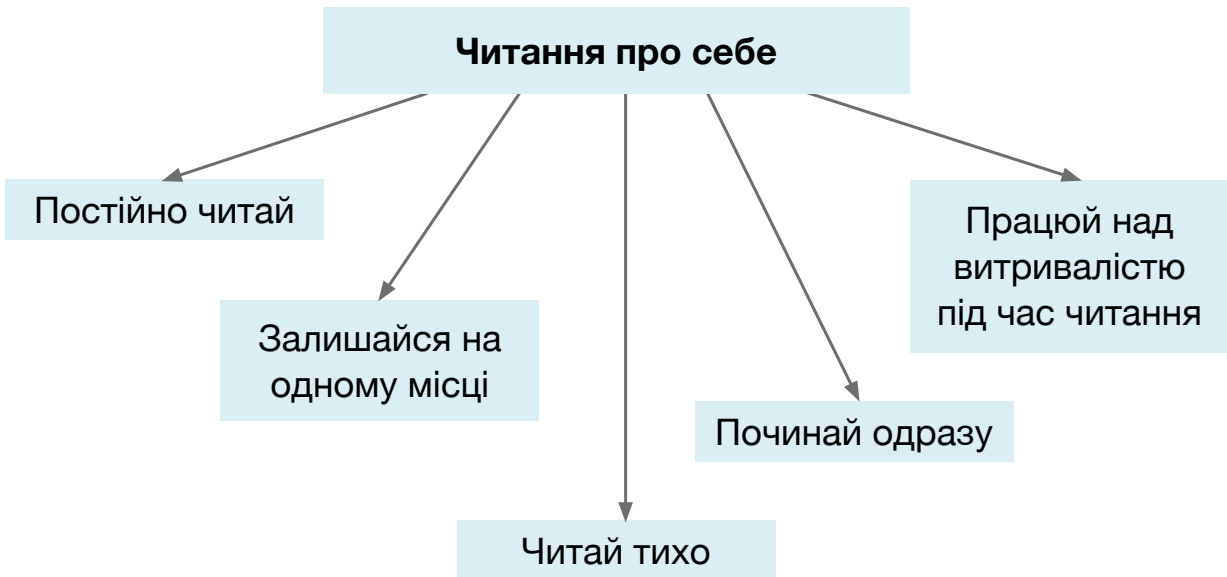 Читання про себе
Постійно читай
Залишайся на
одному місці
Читай тихо
Починай одразу
Працюй над
витривалістю
під час читання